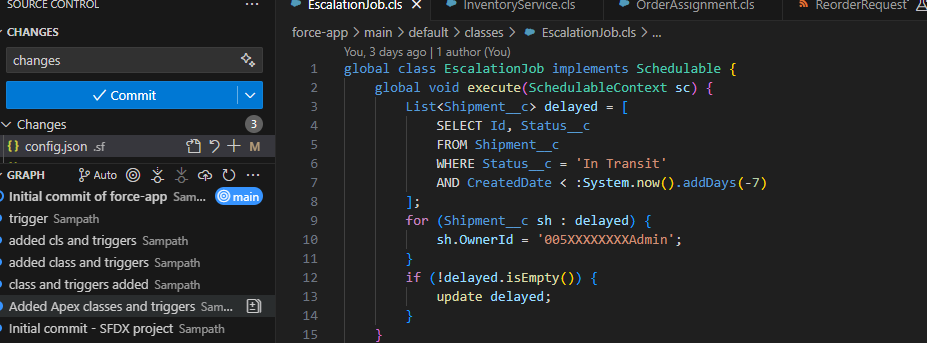 SOURCE CONTROL
CHANGES
changes
Commit
Changes 3
config.json .sf M
GRAPH Auto
Initial commit of force-app Sam... main
trigger Sampath
added cls and triggers Sampath
added class and triggers Sampath
class and triggers added Sampath
Added Apex classes and triggers Sam...
Initial commit - SFDX project Sampath
EscalationJob.cls InventoryService.cls OrderAssignment.cls ReorderRequest
force-app > main > default > classes > EscalationJob.cls > ...
You, 3 days ago | 1 author (You)
1 global class EscalationJob implements Schedulable {
2 global void execute(SchedulableContext sc) {
3 List<Shipment__c> delayed = [
4 SELECT Id, Status__c
5 FROM Shipment__c
6 WHERE Status__c = 'In Transit'
7 AND CreatedDate < :System.now().addDays(-7)
8 ];
9 for (Shipment__c sh : delayed) {
10 sh.OwnerId = '005XXXXXXXXAdmin';
11 }
12 if (!delayed.isEmpty()) {
13 update delayed;
14 }
15 }